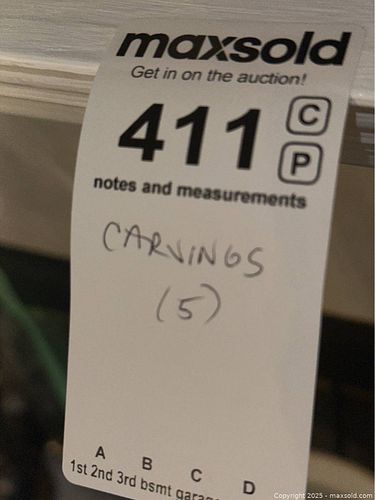 maxsold
Get in on the auction!
411
C
P
notes and measurements
CARVINGS
(5)
A B C D
1st 2nd 3rd bsmt
Copyright 2025 - maxsold.com